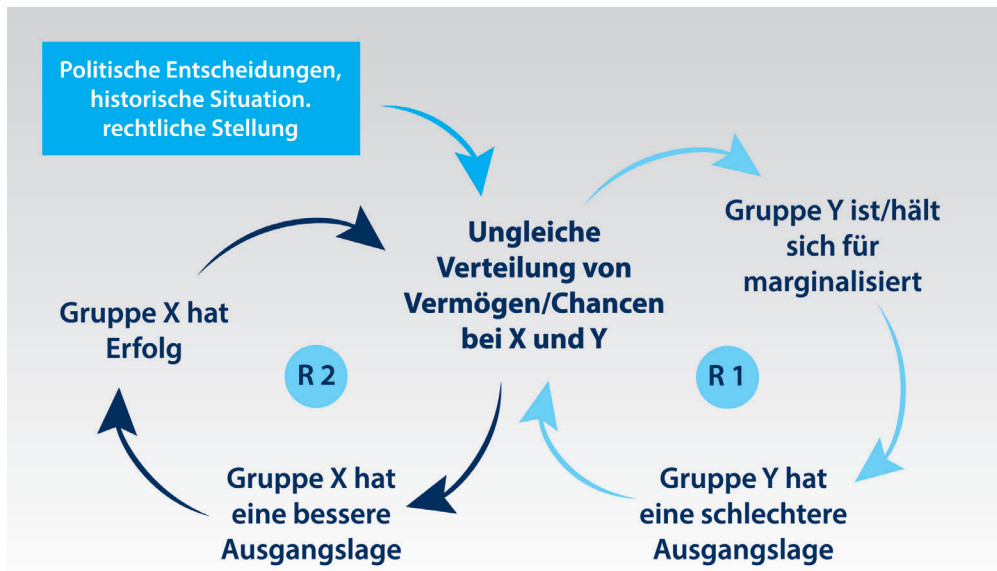 Politische Entscheidungen,
historische Situation.
rechtliche Stellung
Ungleiche
Verteilung von
Vermögen/Chancen
bei X und Y
Gruppe Y ist/hält
sich für
marginalisiert
Gruppe X hat
Erfolg
R 2
R 1
Gruppe X hat
eine bessere
Ausgangslage
Gruppe Y hat
eine schlechtere
Ausgangslage